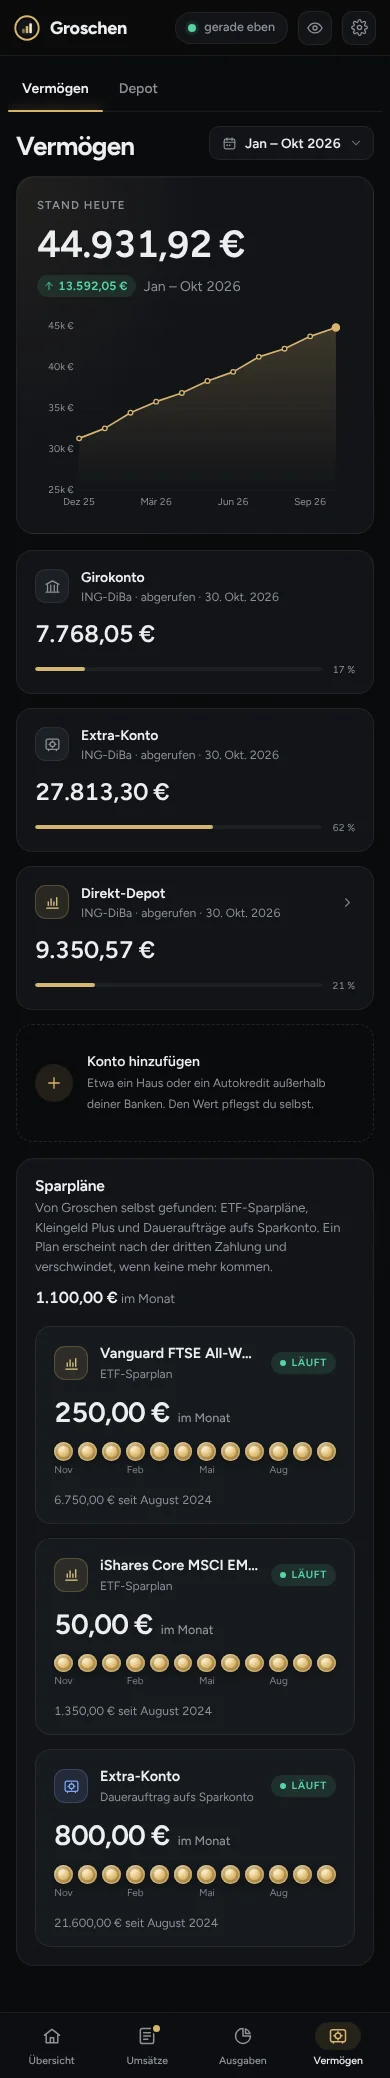 Groschen
gerade eben
Vermögen
Depot
Vermögen
Jan – Okt 2026
STAND HEUTE
44.931,92 €
↑ 13.592,05 €
Jan – Okt 2026
45k €
40k €
35k €
30k €
25k €
Dez 25
Mär 26
Jun 26
Sep 26
Girokonto
ING-DiBa · abgerufen · 30. Okt. 2026
7.768,05 €
17 %
Extra-Konto
ING-DiBa · abgerufen · 30. Okt. 2026
27.813,30 €
62 %
Direkt-Depot
ING-DiBa · abgerufen · 30. Okt. 2026
9.350,57 €
21 %
Konto hinzufügen
Etwa ein Haus oder ein Autokredit außerhalb
deiner Banken. Den Wert pflegst du selbst.
Sparpläne
Von Groschen selbst gefunden: ETF-Sparpläne,
Kleingeld Plus und Daueraufträge aufs Sparkonto. Ein
Plan erscheint nach der dritten Zahlung und
verschwindet, wenn keine mehr kommen.
1.100,00 € im Monat
Vanguard FTSE All-W...
LÄUFT
ETF-Sparplan
250,00 € im Monat
Nov
Feb
Mai
Aug
6.750,00 € seit August 2024
iShares Core MSCI EM...
LÄUFT
ETF-Sparplan
50,00 € im Monat
Nov
Feb
Mai
Aug
1.350,00 € seit August 2024
Extra-Konto
LÄUFT
Dauerauftrag aufs Sparkonto
800,00 € im Monat
Nov
Feb
Mai
Aug
21.600,00 € seit August 2024
Übersicht
Umsätze
Ausgaben
Vermögen